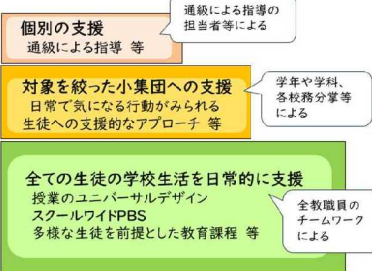 個別の支援
通級による指導 等
通級による指導の
担当者等による
対象を絞った小集団への支援
日常で気になる行動がみられる
生徒への支援的なアプローチ 等
学年や学科、
各校務分掌等
による
全ての生徒の学校生活を日常的に支援
授業のユニバーサルデザイン
スクールワイドPBS
多様な生徒を前提とした教育課程 等
全教職員の
チームワーク
による